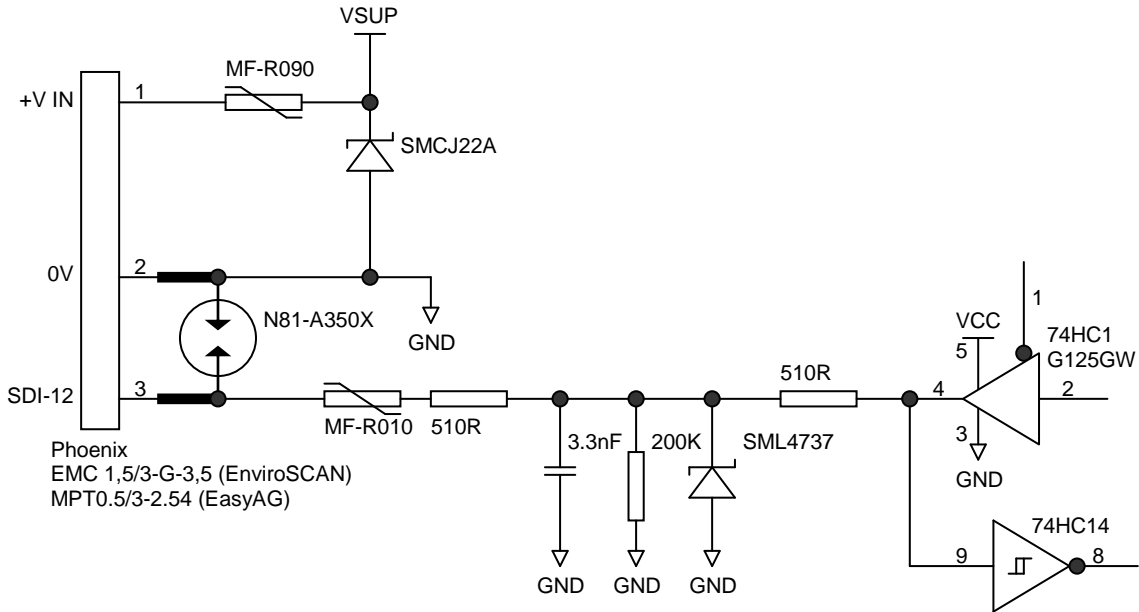 VSUP
MF-R090
+V IN
1
SMCJ22A
0V
2
N81-A350X
GND
1
VCC
74HC1
G125GW
5
SDI-12
3
MF-R010
510R
510R
4
2
3
GND
3.3nF
200K
SML4737
Phoenix
EMC 1,5/3-G-3,5 (EnviroSCAN)
MPT0.5/3-2.54 (EasyAG)
74HC14
9
8
GND
GND
GND